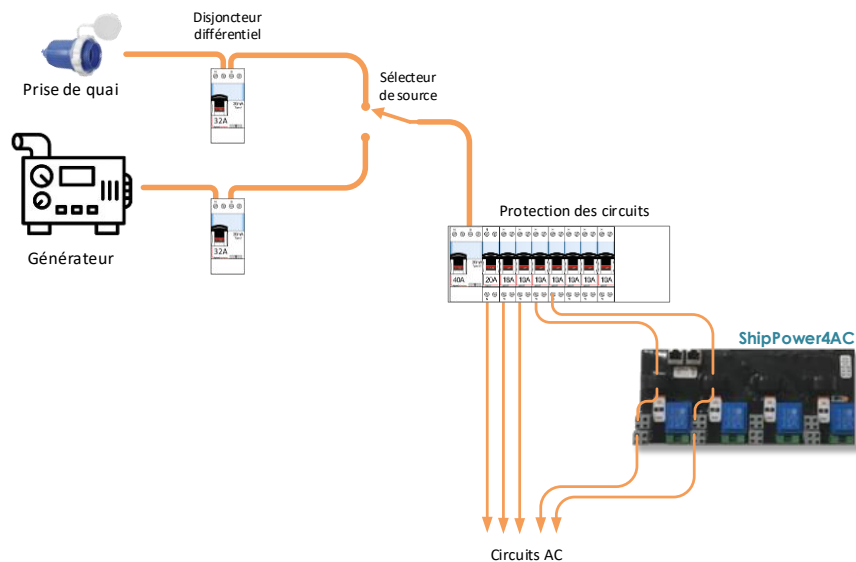 Disjoncteur
différentiel
Prise de quai
32A
Sélecteur
de source
Générateur
32A
Protection des circuits
40A 20A 16A 10A 10A 10A 10A 10A 10A
ShipPower4AC
Circuits AC